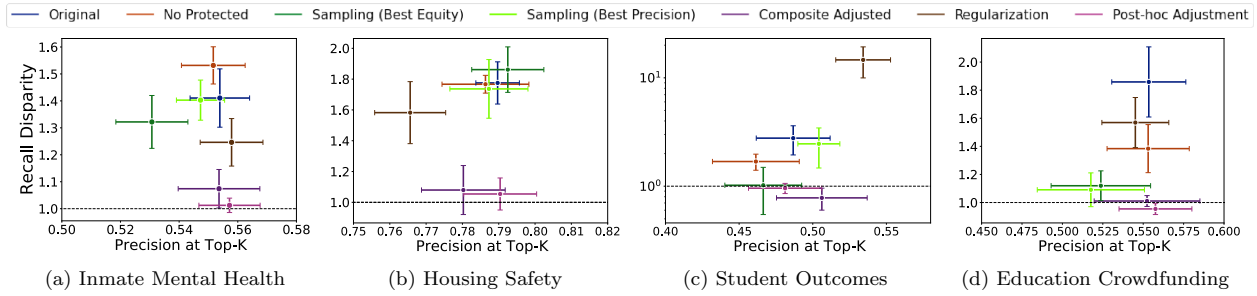 Original No Protected Sampling (Best Equity) Sampling (Best Precision) Composite Adjusted Regularization Post-hoc Adjustment
Recall Disparity
1.6
1.5
1.4
1.3
1.2
1.1
1.0
0.50 0.52 0.54 0.56 0.58
Precision at Top-K
(a) Inmate Mental Health
2.0
1.8
1.6
1.4
1.2
1.0
0.75 0.76 0.77 0.78 0.79 0.80 0.81 0.82
Precision at Top-K
(b) Housing Safety
10¹
10⁰
0.40 0.45 0.50 0.55
Precision at Top-K
(c) Student Outcomes
2.0
1.8
1.6
1.4
1.2
1.0
0.450 0.475 0.500 0.525 0.550 0.575 0.600
Precision at Top-K
(d) Education Crowdfunding